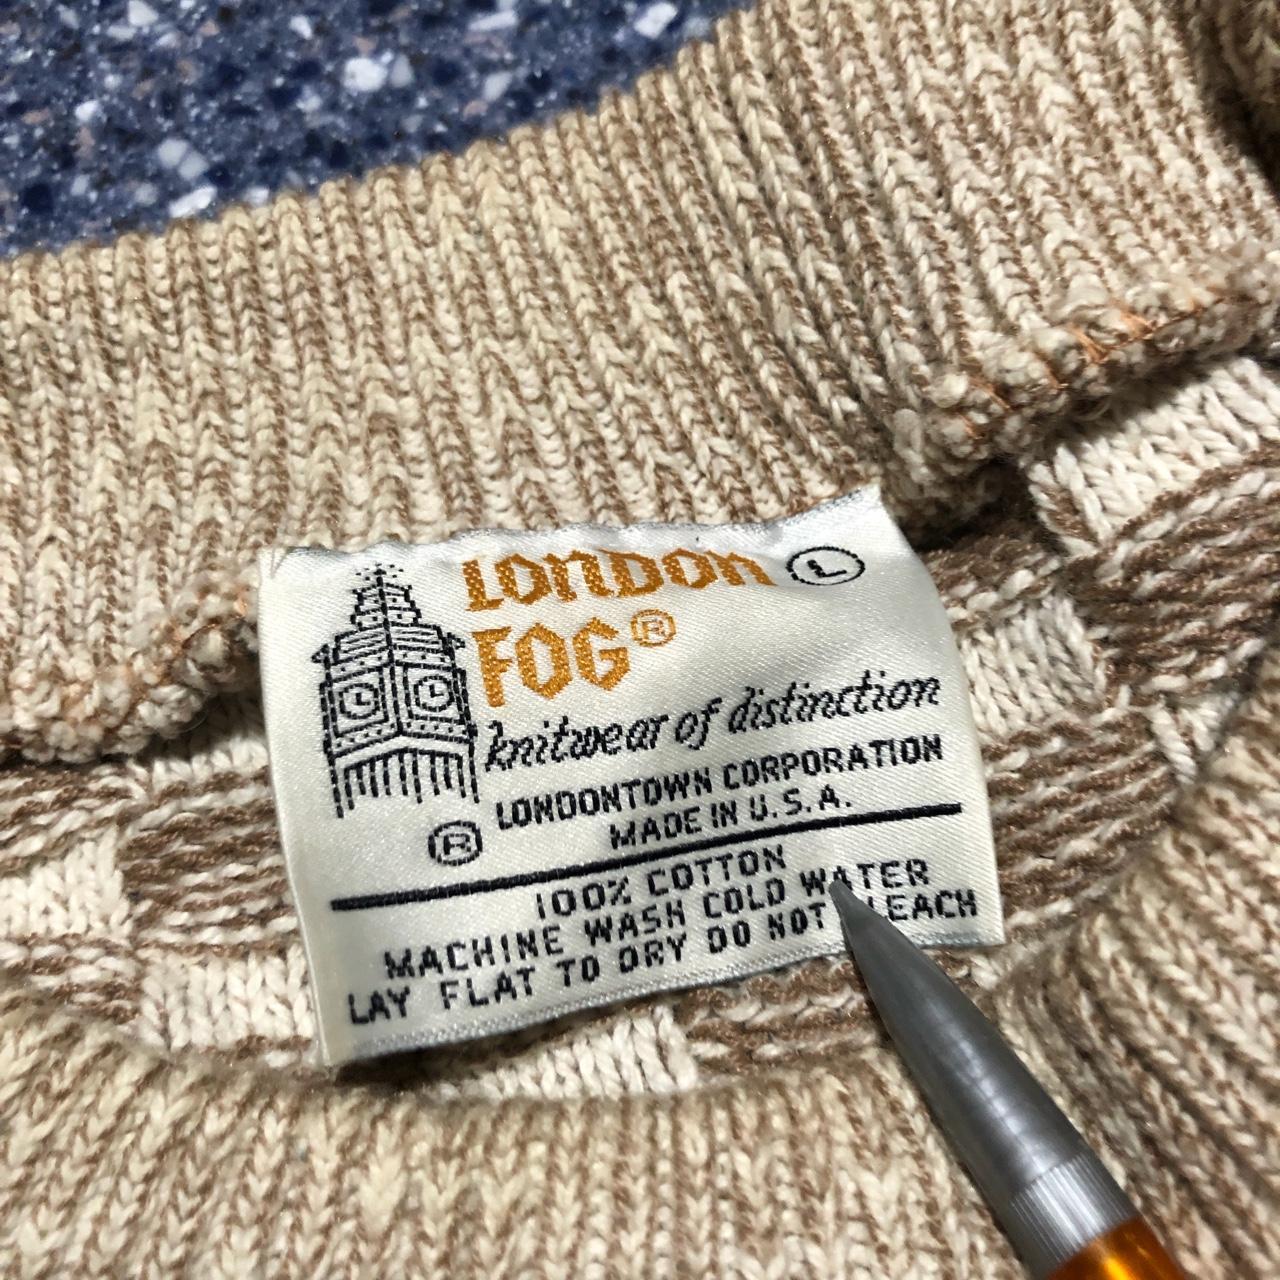 LONDON L
FOG®
knitwear of distinction
LONDONTOWN CORPORATION
® MADE IN U.S.A.
100% COTTON
MACHINE WASH COLD WATER
LAY FLAT TO DRY DO NOT LEACH